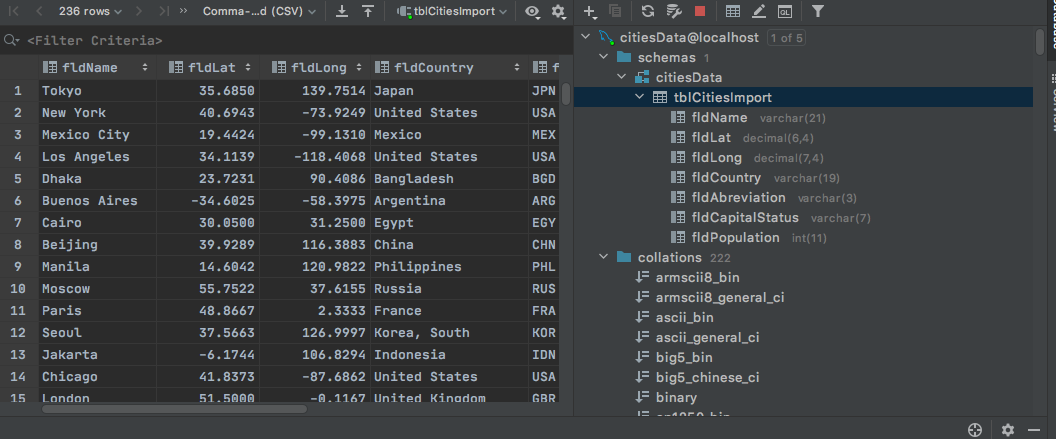 236 rows Comma-...d (CSV) tblCitiesImport
<Filter Criteria>
fldName fldLat fldLong fldCountry f
1 Tokyo 35.6850 139.7514 Japan JPN
2 New York 40.6943 -73.9249 United States USA
3 Mexico City 19.4424 -99.1310 Mexico MEX
4 Los Angeles 34.1139 -118.4068 United States USA
5 Dhaka 23.7231 90.4086 Bangladesh BGD
6 Buenos Aires -34.6025 -58.3975 Argentina ARG
7 Cairo 30.0500 31.2500 Egypt EGY
8 Beijing 39.9289 116.3883 China CHN
9 Manila 14.6042 120.9822 Philippines PHL
10 Moscow 55.7522 37.6155 Russia RUS
11 Paris 48.8667 2.3333 France FRA
12 Seoul 37.5663 126.9997 Korea, South KOR
13 Jakarta -6.1744 106.8294 Indonesia IDN
14 Chicago 41.8373 -87.6862 United States USA
15 London 51.5000 -0.1167 United Kingdom GBR
QL
citiesData@localhost 1 of 5
schemas 1
citiesData
tblCitiesImport
fldName varchar(21)
fldLat decimal(6,4)
fldLong decimal(7,4)
fldCountry varchar(19)
fldAbreviation varchar(3)
fldCapitalStatus varchar(7)
fldPopulation int(11)
collations 222
armscii8_bin
armscii8_general_ci
ascii_bin
ascii_general_ci
big5_bin
big5_chinese_ci
binary